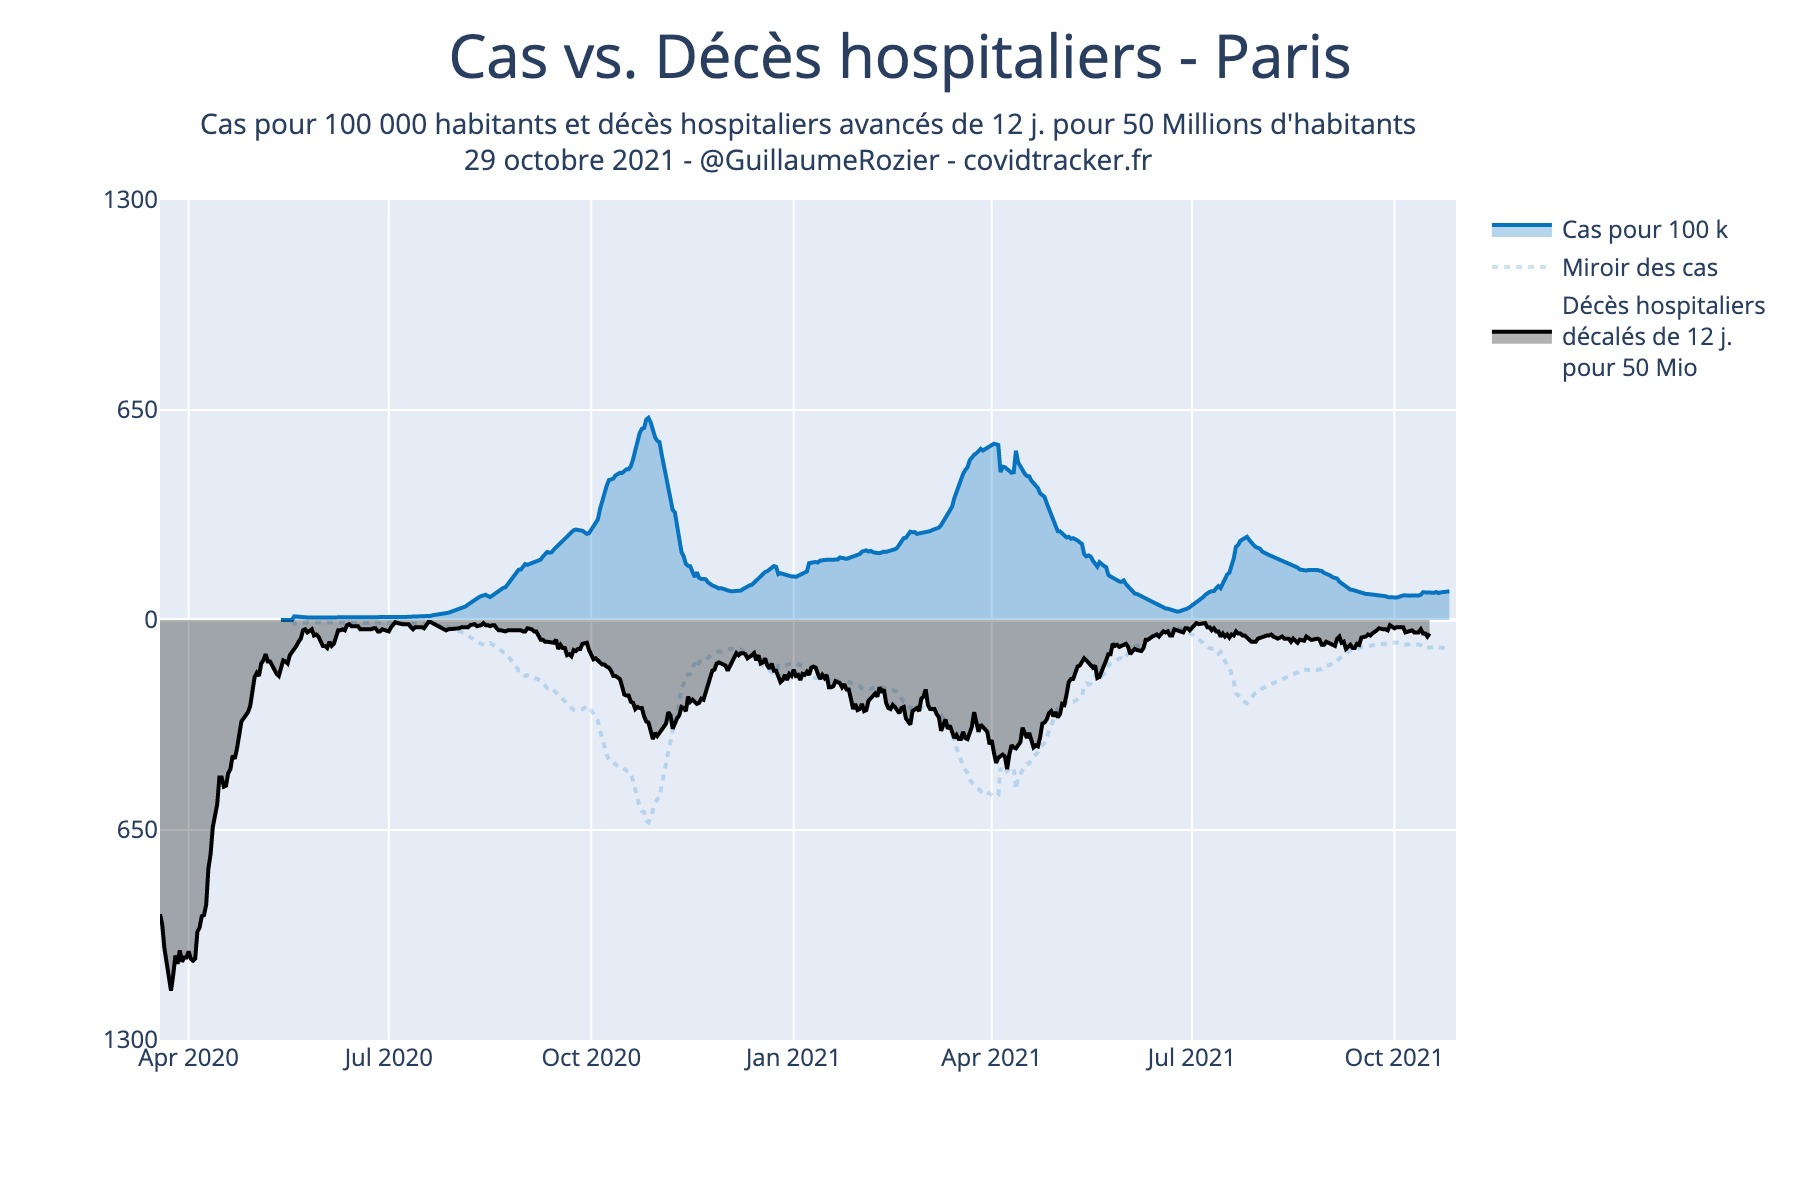 Cas vs. Décès hospitaliers - Paris
Cas pour 100 000 habitants et décès hospitaliers avancés de 12 j. pour 50 Millions d'habitants
29 octobre 2021 - @GuillaumeRozier - covidtracker.fr
1300
650
0
650
1300
Apr 2020
Jul 2020
Oct 2020
Jan 2021
Apr 2021
Jul 2021
Oct 2021
Cas pour 100 k
Miroir des cas
Décès hospitaliers
décalés de 12 j.
pour 50 Mio